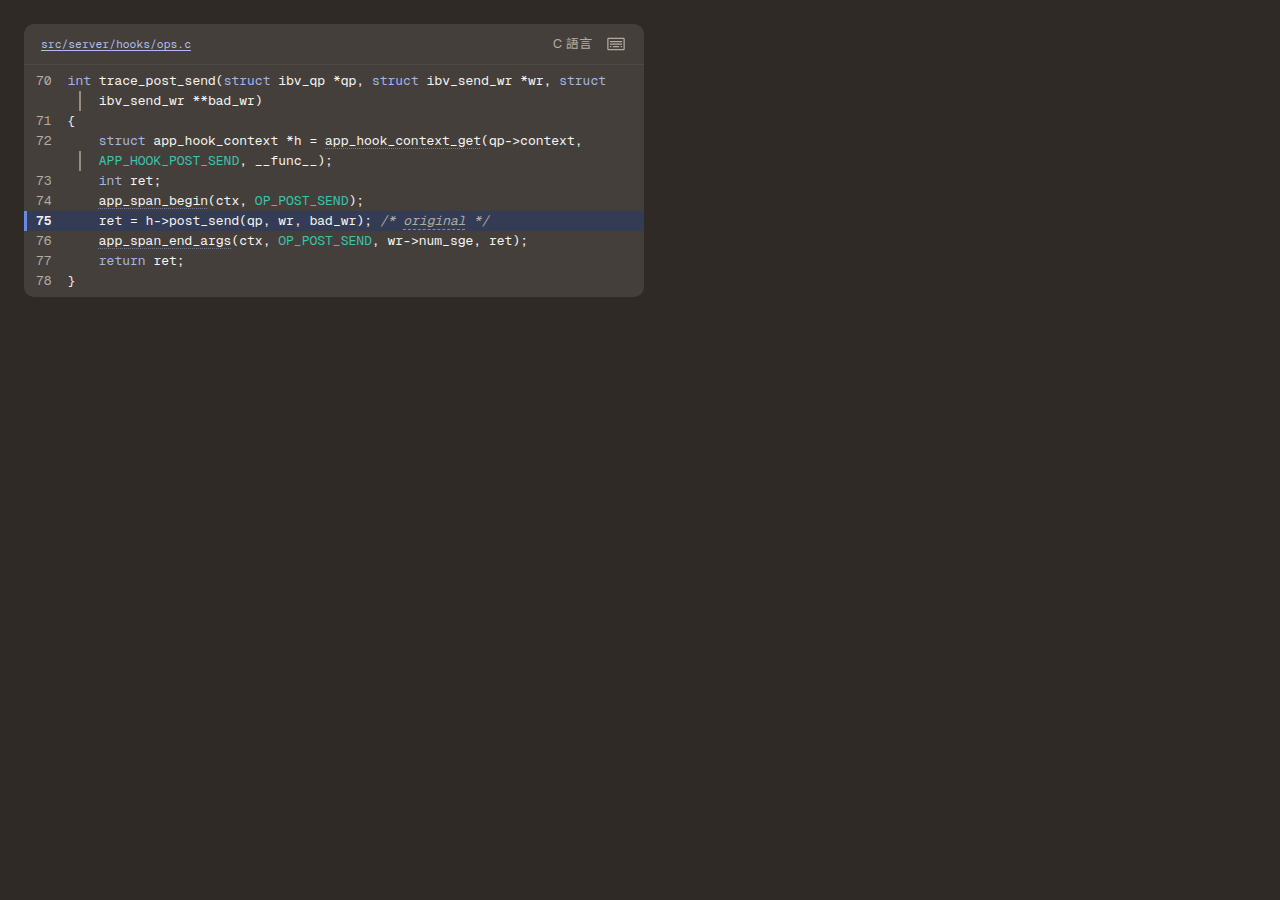 src/server/hooks/ops.c C 語言
70 int trace_post_send(struct ibv_qp *qp, struct ibv_send_wr *wr, struct
ibv_send_wr **bad_wr)
71 {
72 struct app_hook_context *h = app_hook_context_get(qp->context,
APP_HOOK_POST_SEND, __func__);
73 int ret;
74 app_span_begin(ctx, OP_POST_SEND);
75 ret = h->post_send(qp, wr, bad_wr); /* original */
76 app_span_end_args(ctx, OP_POST_SEND, wr->num_sge, ret);
77 return ret;
78 }